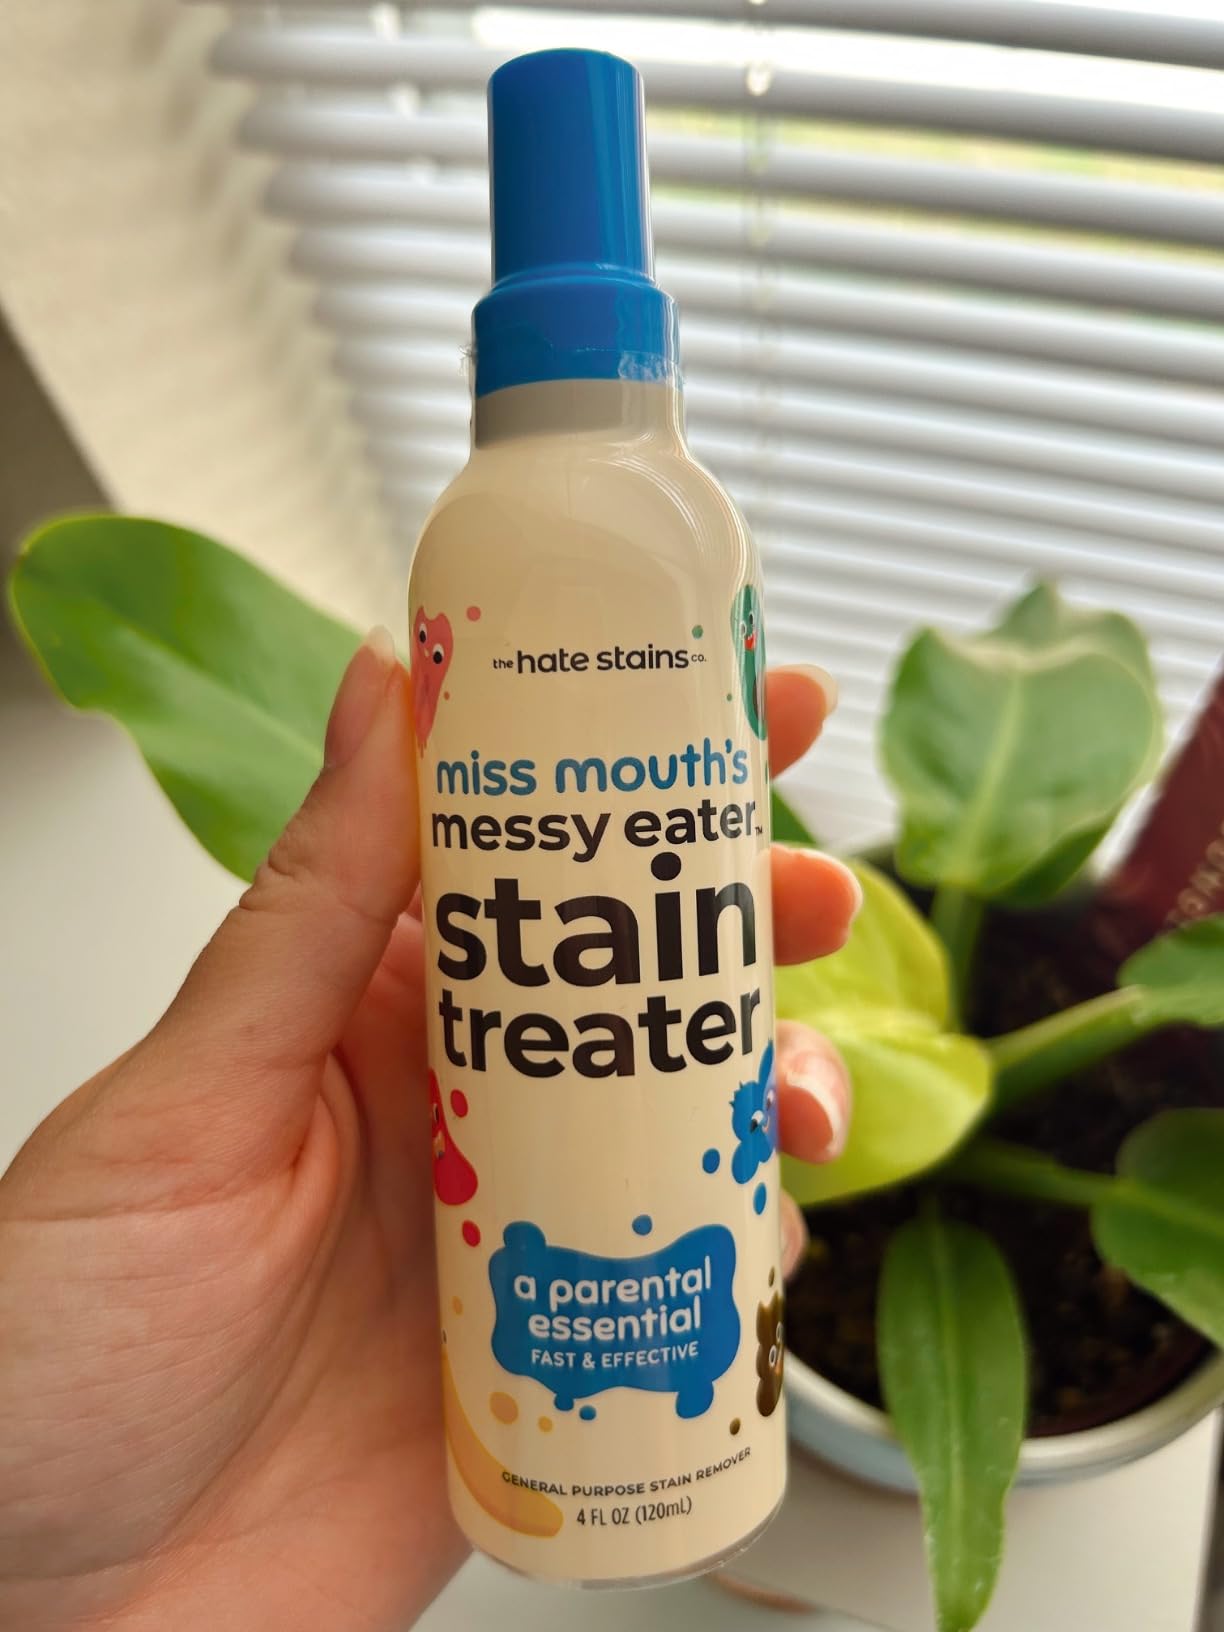 the hate stains co.
miss mouth's
messy eater™
stain
treater
a parental
essential
FAST & EFFECTIVE
GENERAL PURPOSE STAIN REMOVER
4 FL OZ (120mL)